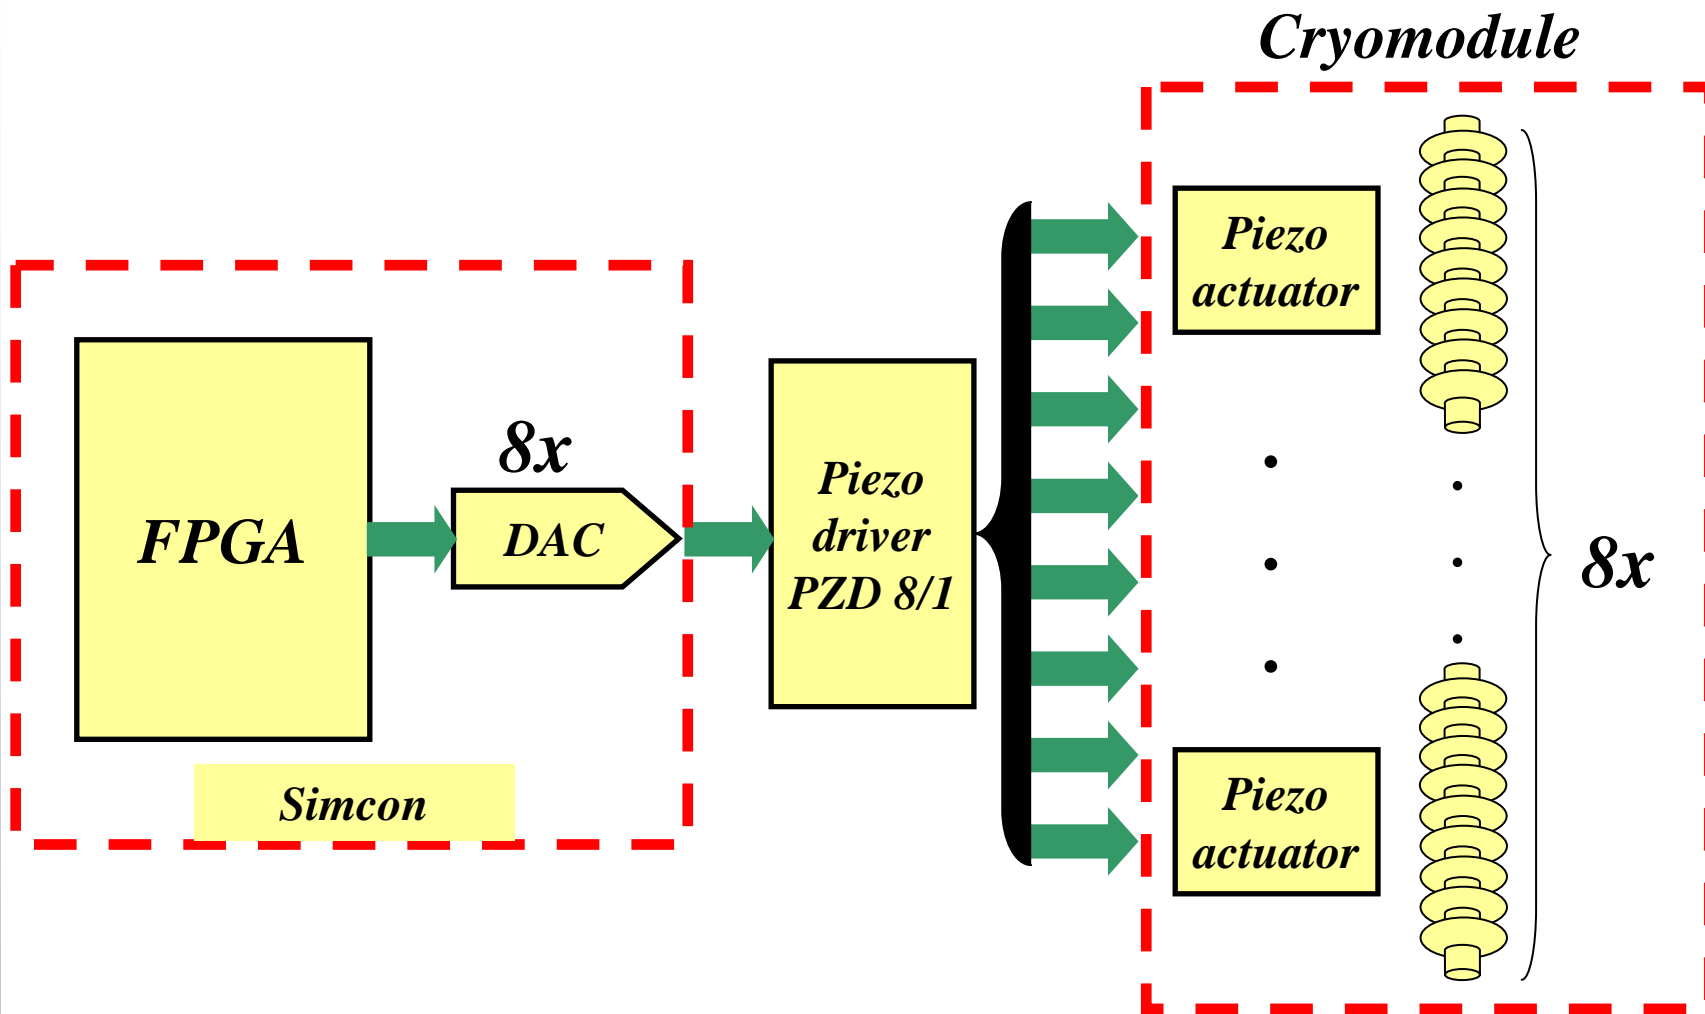 Cryomodule
FPGA
8x
DAC
Simcon
Piezo
driver
PZD 8/1
Piezo
actuator
8x
Piezo
actuator